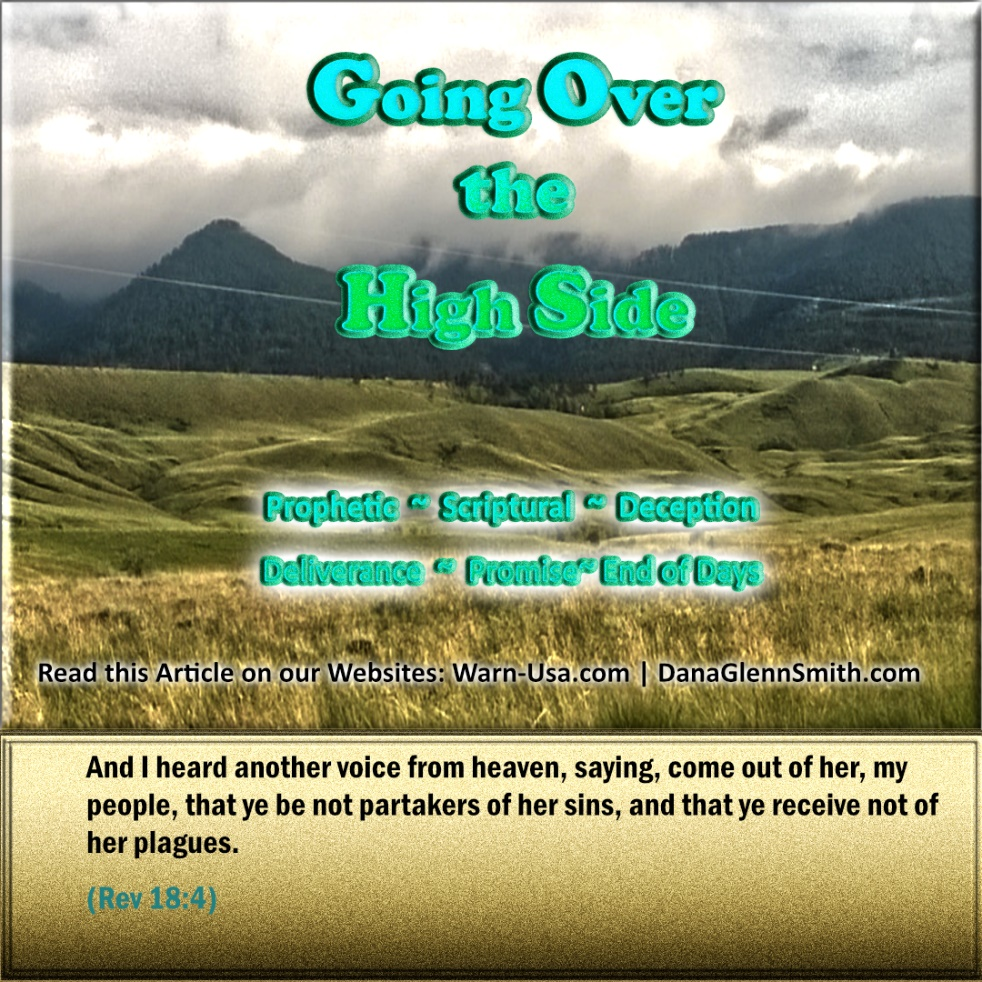 Going Over
the
High Side
Prophetic ~ Scriptural ~ Deception
Deliverance ~ Promise~ End of Days
Read this Article on our Websites: Warn-Usa.com | DanaGlennSmith.com
And I heard another voice from heaven, saying, come out of her, my
people, that ye be not partakers of her sins, and that ye receive not of
her plagues.
(Rev 18:4)